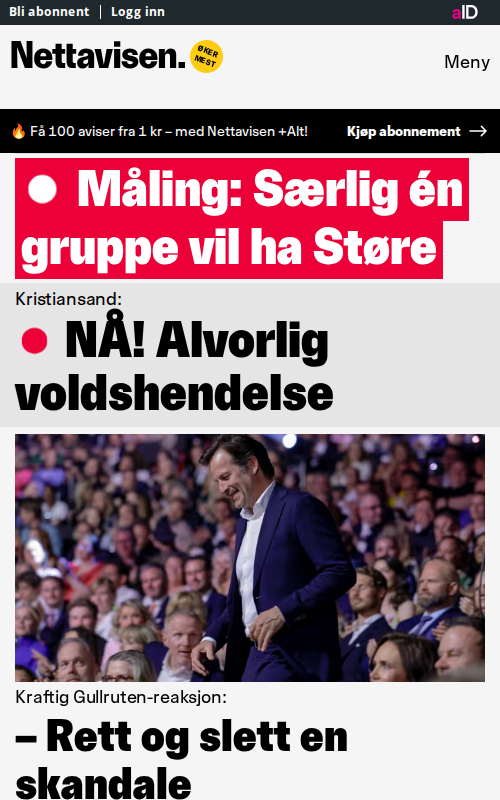 Bli abonnent | Logg inn
aID
Nettavisen.
ØKER
MEST
Meny
🔥 Få 100 aviser fra 1 kr – med Nettavisen +Alt!
Kjøp abonnement →
Måling: Særlig én
gruppe vil ha Støre
Kristiansand:
NÅ! Alvorlig
voldshendelse
Kraftig Gullruten-reaksjon:
– Rett og slett en
skandale